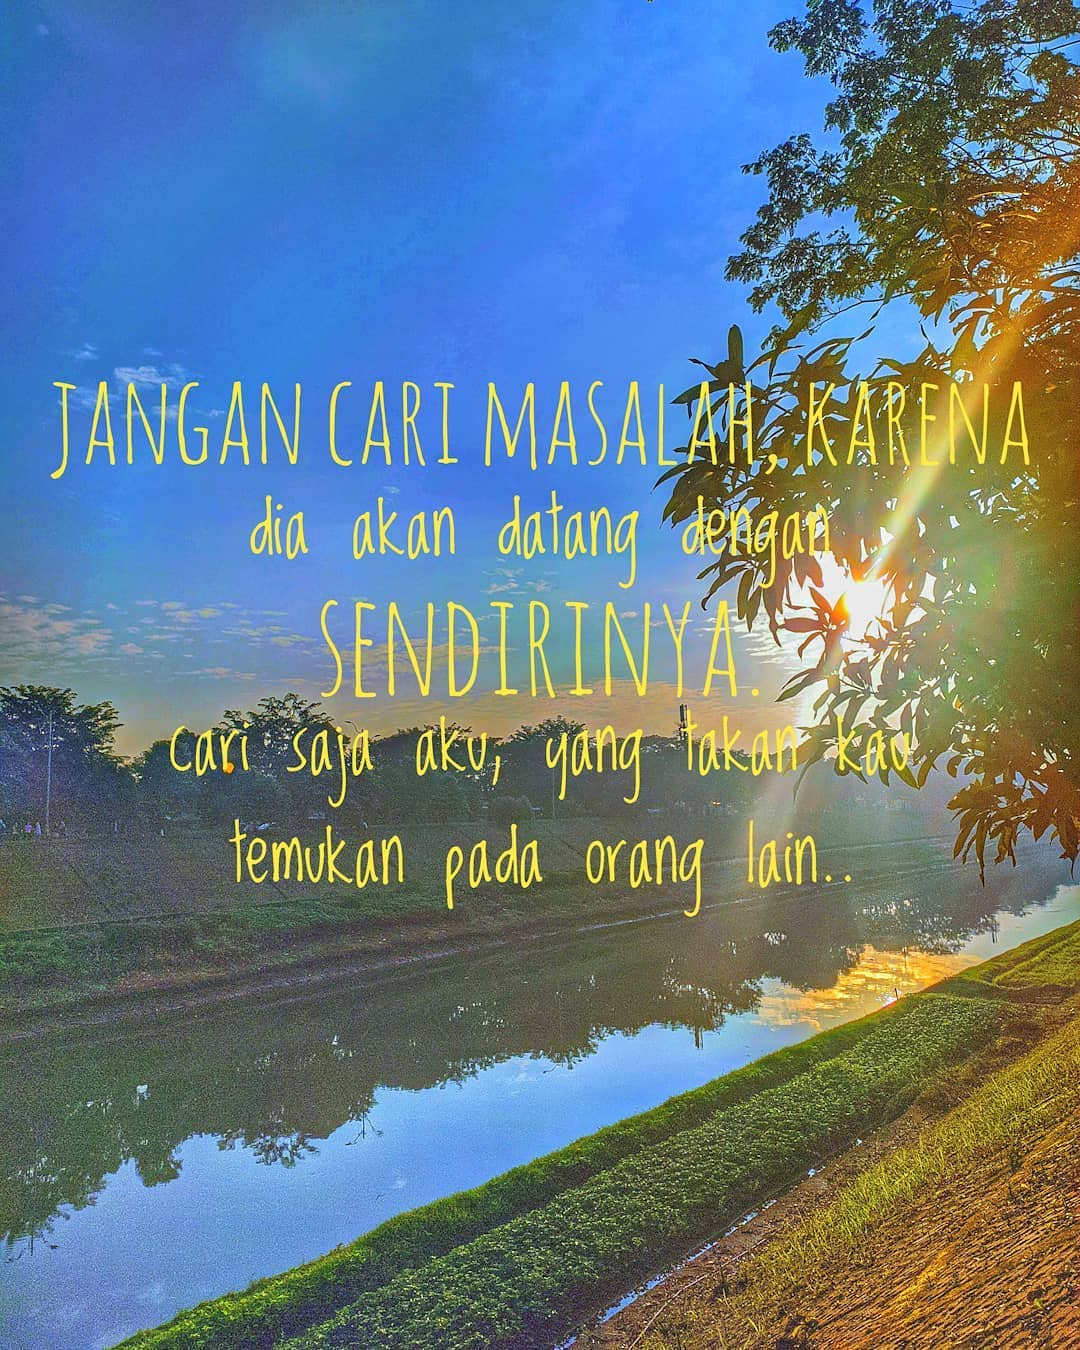 JANGAN CARI MASALAH, KARENA
dia akan datang dengan
SENDIRINYA.
cari saja aku, yang takan kau
temukan pada orang lain..